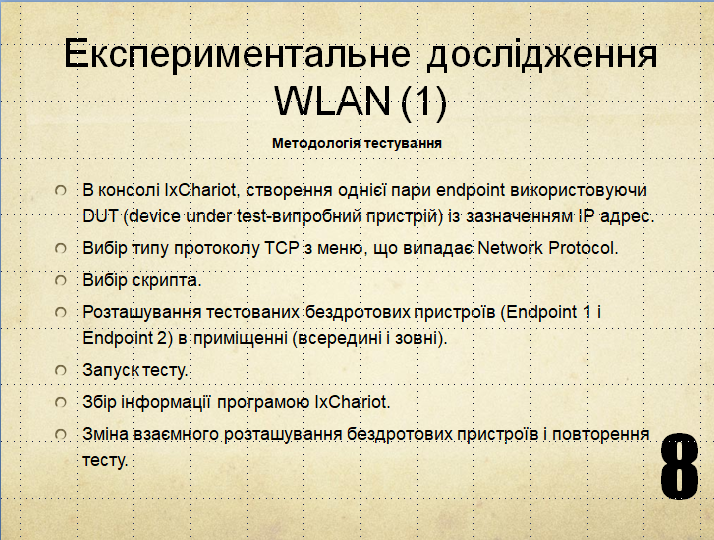 Експериментальне дослідження
WLAN (1)
Методологія тестування
В консолі IxChariot, створення однієї пари endpoint використовуючи
DUT (device under test-випробний пристрій) із зазначенням IP адрес.
Вибір типу протоколу TCP з меню, що випадає Network Protocol.
Вибір скрипта.
Розташування тестованих бездротових пристроїв (Endpoint 1 і
Endpoint 2) в приміщенні (всередині і зовні).
Запуск тесту.
Збір інформації програмою IxChariot.
Зміна взаємного розташування бездротових пристроїв і повторення
тесту.
8